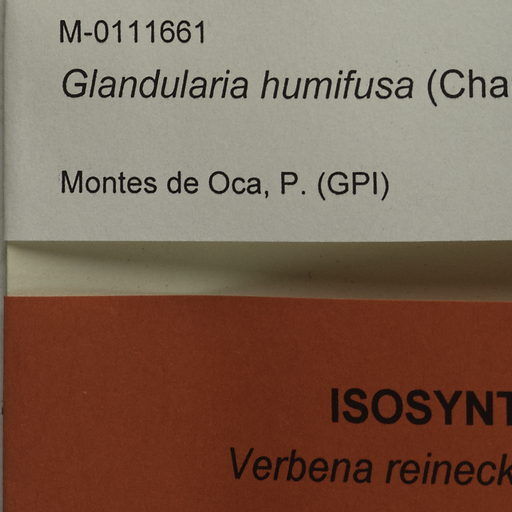 M-0111661
Glandularia humifusa (Cha
Montes de Oca, P. (GPI)
ISOSYNT
Verbena reineck